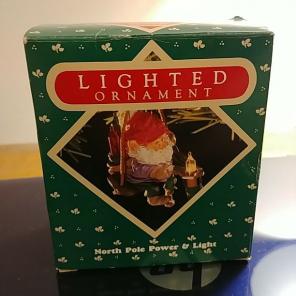 LIGHTED
ORNAMENT
North Pole Power & Light